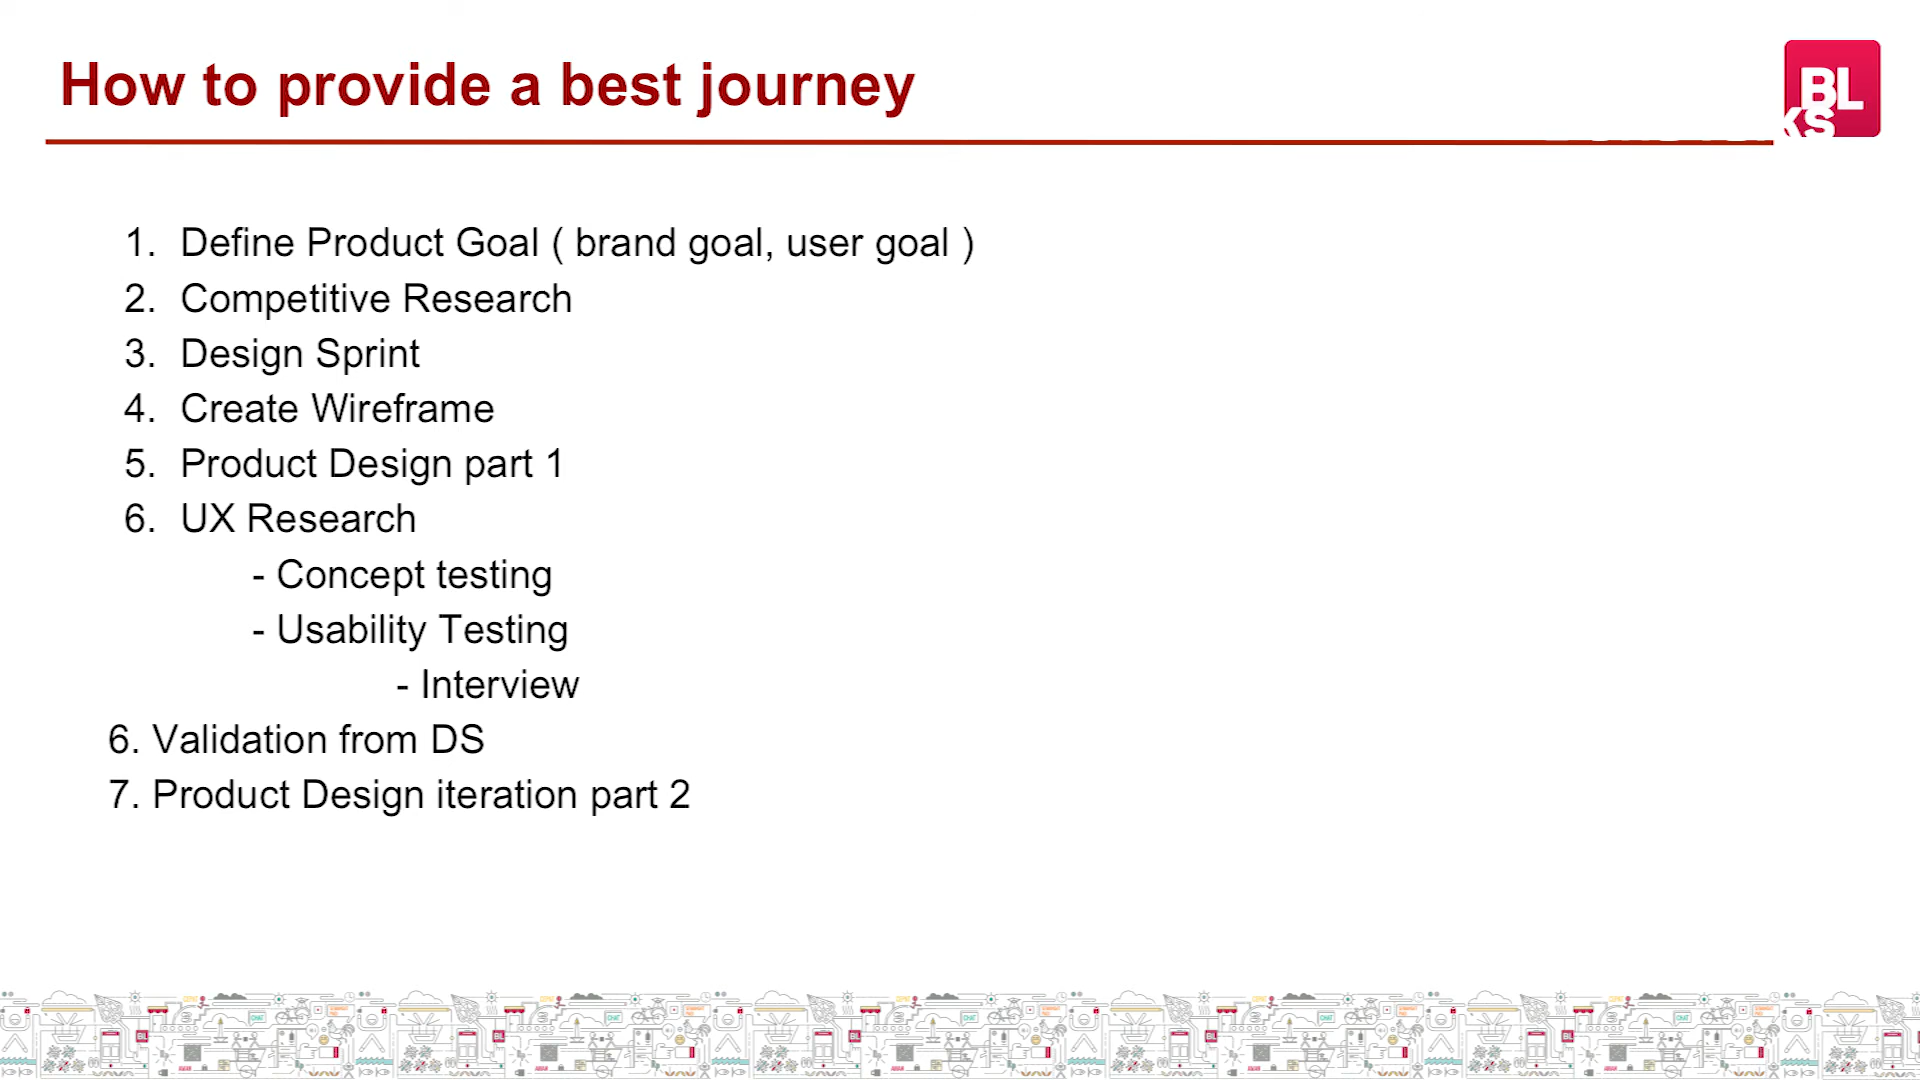 How to provide a best journey
BL
KS
1. Define Product Goal ( brand goal, user goal )
2. Competitive Research
3. Design Sprint
4. Create Wireframe
5. Product Design part 1
6. UX Research
- Concept testing
- Usability Testing
- Interview
6. Validation from DS
7. Product Design iteration part 2